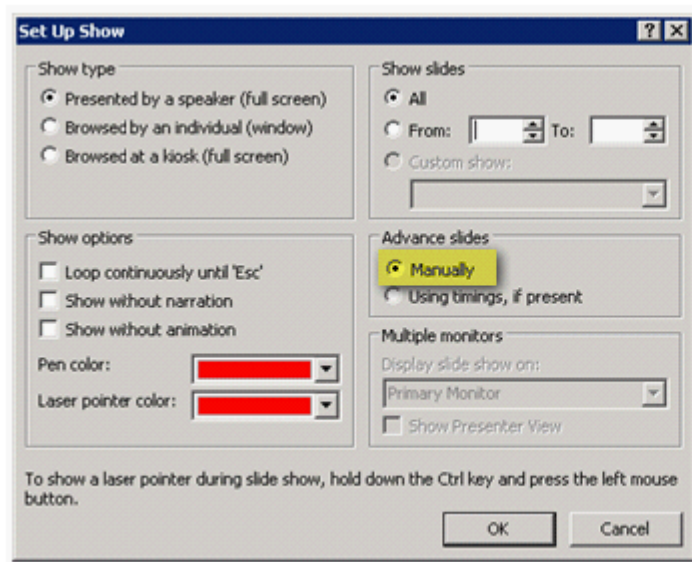 Set Up Show
Show type
Presented by a speaker (full screen)
Browsed by an individual (window)
Browsed at a kiosk (full screen)
Show slides
All
From: To:
Custom show:
Show options
Loop continuously until 'Esc'
Show without narration
Show without animation
Pen color:
Laser pointer color:
Advance slides
Manually
Using timings, if present
Multiple monitors
Display slide show on:
Primary Monitor
Show Presenter View
To show a laser pointer during slide show, hold down the Ctrl key and press the left mouse
button.
OK Cancel